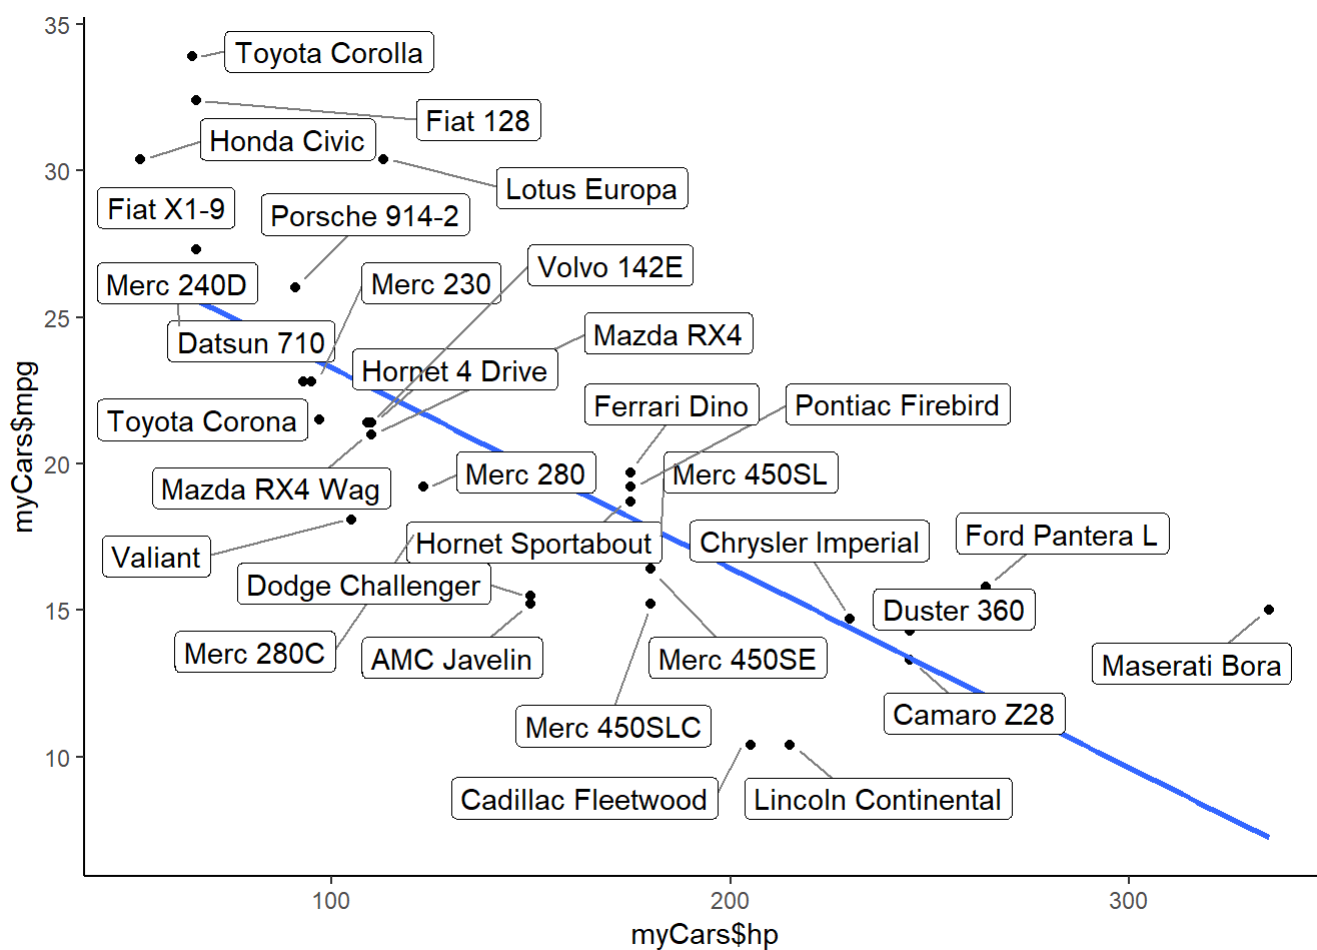 35
Toyota Corolla
Fiat 128
Honda Civic
30
Lotus Europa
Fiat X1-9
Porsche 914-2
Volvo 142E
Merc 240D
Merc 230
25
Mazda RX4
Datsun 710
Hornet 4 Drive
Ferrari Dino
Pontiac Firebird
Toyota Corona
myCars$mpg
20
Merc 280
Merc 450SL
Mazda RX4 Wag
Ford Pantera L
Hornet Sportabout
Chrysler Imperial
Valiant
Dodge Challenger
15
Duster 360
Merc 280C
AMC Javelin
Merc 450SE
Maserati Bora
Camaro Z28
Merc 450SLC
10
Cadillac Fleetwood
Lincoln Continental
100
200
300
myCars$hp